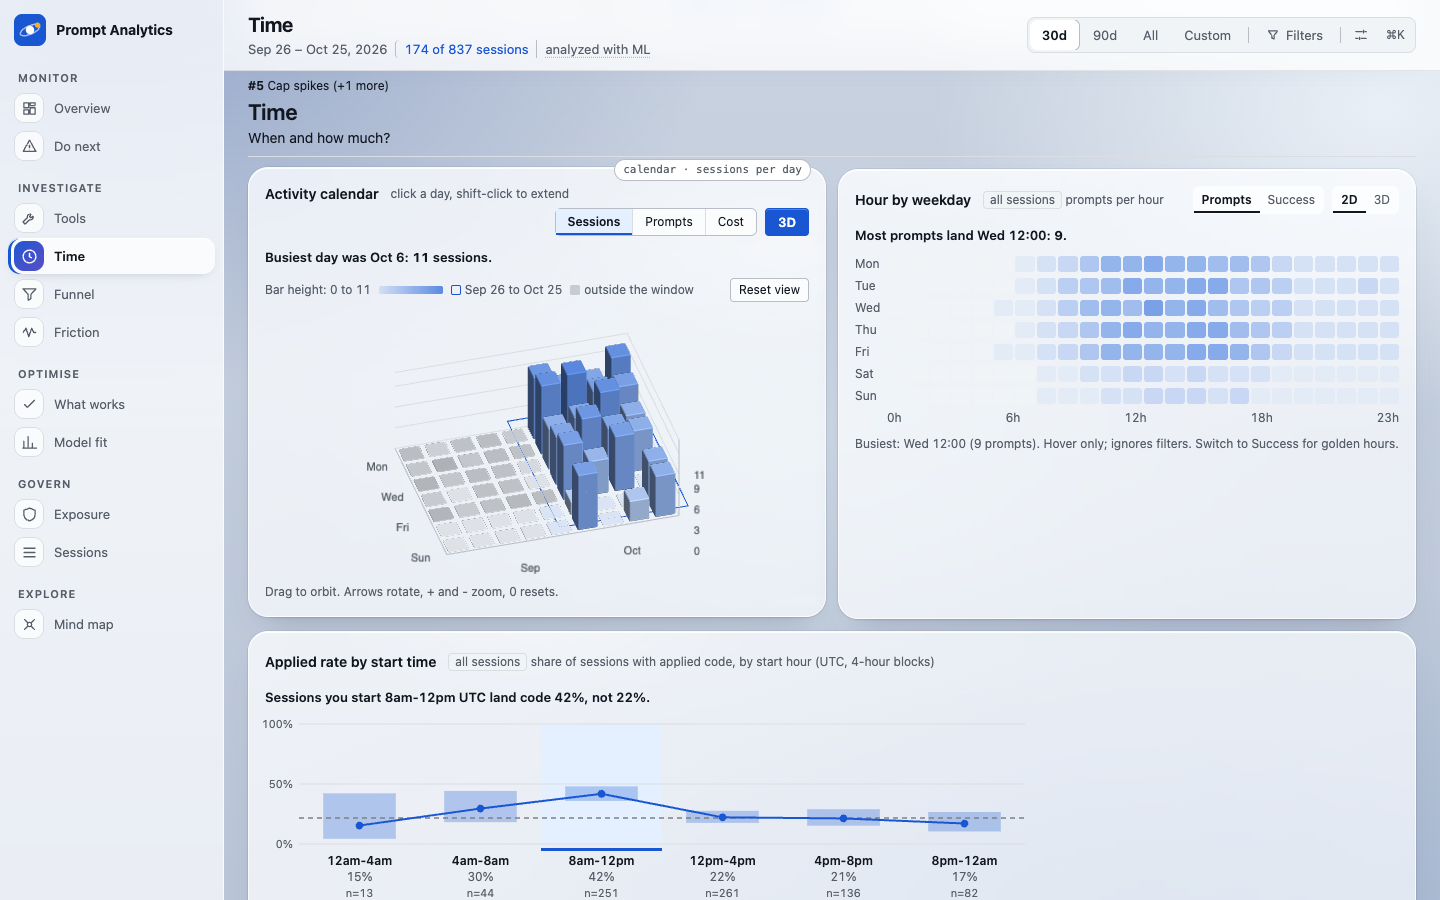 Prompt Analytics
MONITOR
Overview
Do next
INVESTIGATE
Tools
Time
Funnel
Friction
OPTIMISE
What works
Model fit
GOVERN
Exposure
Sessions
EXPLORE
Mind map
Time
Sep 26 – Oct 25, 2026 174 of 837 sessions analyzed with ML
30d 90d All Custom Filters ⌘K
#5 Cap spikes (+1 more)
Time
When and how much?
calendar · sessions per day
Activity calendar click a day, shift-click to extend
Sessions Prompts Cost 3D
Busiest day was Oct 6: 11 sessions.
Bar height: 0 to 11 Sep 26 to Oct 25 outside the window Reset view
Mon
Wed
Fri
Sun
Sep
Oct
11
9
6
3
0
Drag to orbit. Arrows rotate, + and - zoom, 0 resets.
Hour by weekday all sessions prompts per hour Prompts Success 2D 3D
Most prompts land Wed 12:00: 9.
Mon
Tue
Wed
Thu
Fri
Sat
Sun
0h 6h 12h 18h 23h
Busiest: Wed 12:00 (9 prompts). Hover only; ignores filters. Switch to Success for golden hours.
Applied rate by start time all sessions share of sessions with applied code, by start hour (UTC, 4-hour blocks)
Sessions you start 8am-12pm UTC land code 42%, not 22%.
100%
50%
0%
12am-4am 4am-8am 8am-12pm 12pm-4pm 4pm-8pm 8pm-12am
15% 30% 42% 22% 21% 17%
n=13 n=44 n=251 n=261 n=136 n=82